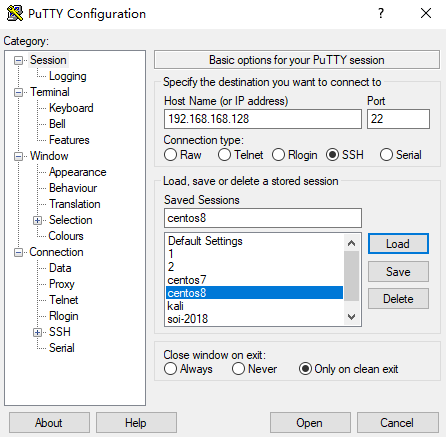 PuTTY Configuration
?
Category:
Session
Logging
Terminal
Keyboard
Bell
Features
Window
Appearance
Behaviour
Translation
Selection
Colours
Connection
Data
Proxy
Telnet
Rlogin
SSH
Serial
Basic options for your PuTTY session
Specify the destination you want to connect to
Host Name (or IP address) Port
192.168.168.128 22
Connection type:
Raw Telnet Rlogin SSH Serial
Load, save or delete a stored session
Saved Sessions
centos8
Default Settings
1
2
centos7
centos8
kali
soi-2018
Load
Save
Delete
Close window on exit:
Always Never Only on clean exit
About Help Open Cancel